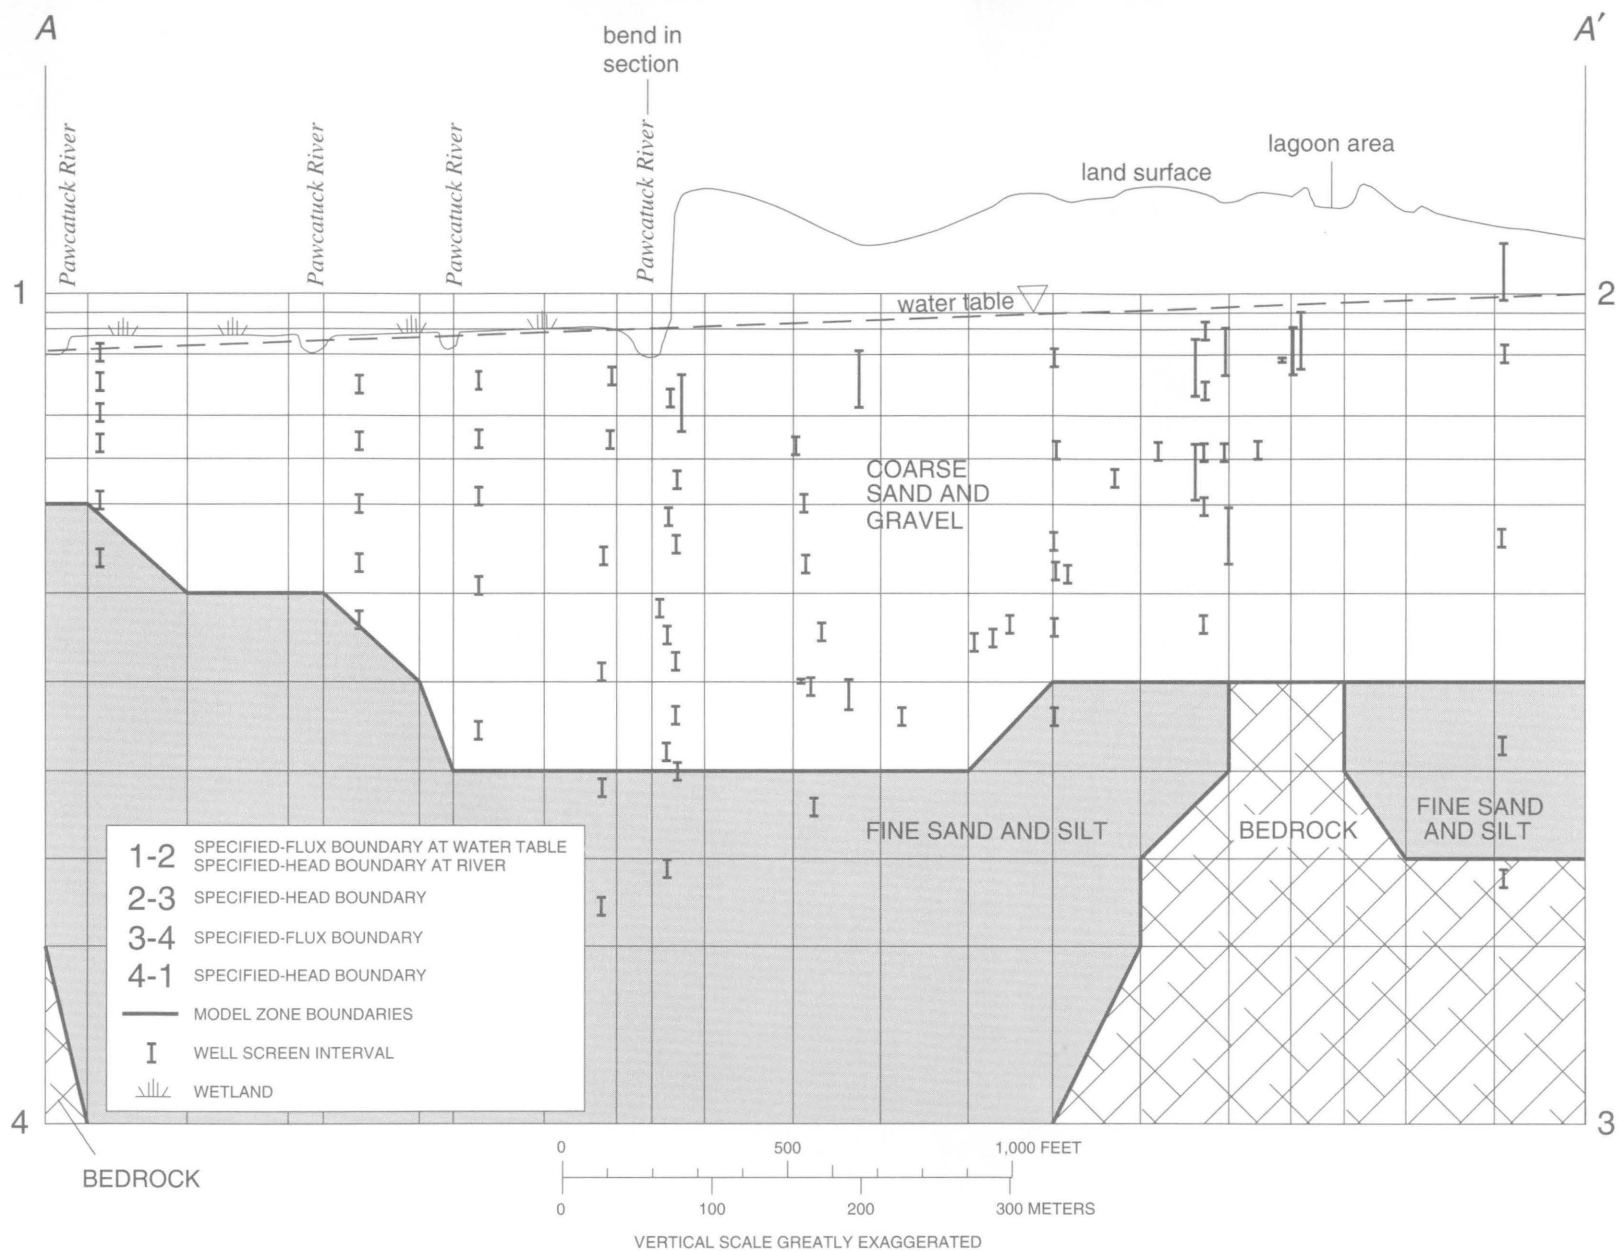 A
A′
bend in
section
Pawcatuck River
Pawcatuck River
Pawcatuck River
Pawcatuck River
lagoon area
land surface
1
2
water table
COARSE
SAND AND
GRAVEL
FINE SAND AND SILT
BEDROCK
FINE SAND
AND SILT
1-2 SPECIFIED-FLUX BOUNDARY AT WATER TABLE
SPECIFIED-HEAD BOUNDARY AT RIVER
2-3 SPECIFIED-HEAD BOUNDARY
3-4 SPECIFIED-FLUX BOUNDARY
4-1 SPECIFIED-HEAD BOUNDARY
MODEL ZONE BOUNDARIES
WELL SCREEN INTERVAL
WETLAND
4
3
BEDROCK
0 500 1,000 FEET
0 100 200 300 METERS
VERTICAL SCALE GREATLY EXAGGERATED